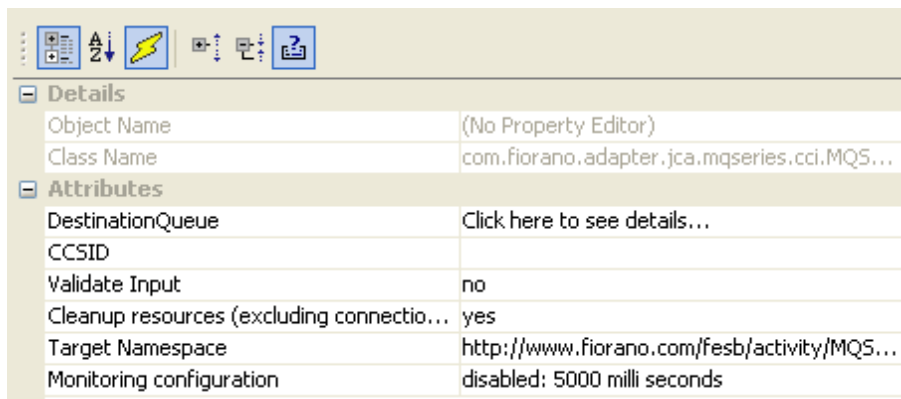 Details
Object Name (No Property Editor)
Class Name com.fiorano.adapter.jca.mqseries.cci.MQS...
Attributes
DestinationQueue Click here to see details...
CCSID
Validate Input no
Cleanup resources (excluding connectio... yes
Target Namespace http://www.fiorano.com/fesb/activity/MQS...
Monitoring configuration disabled: 5000 milli seconds